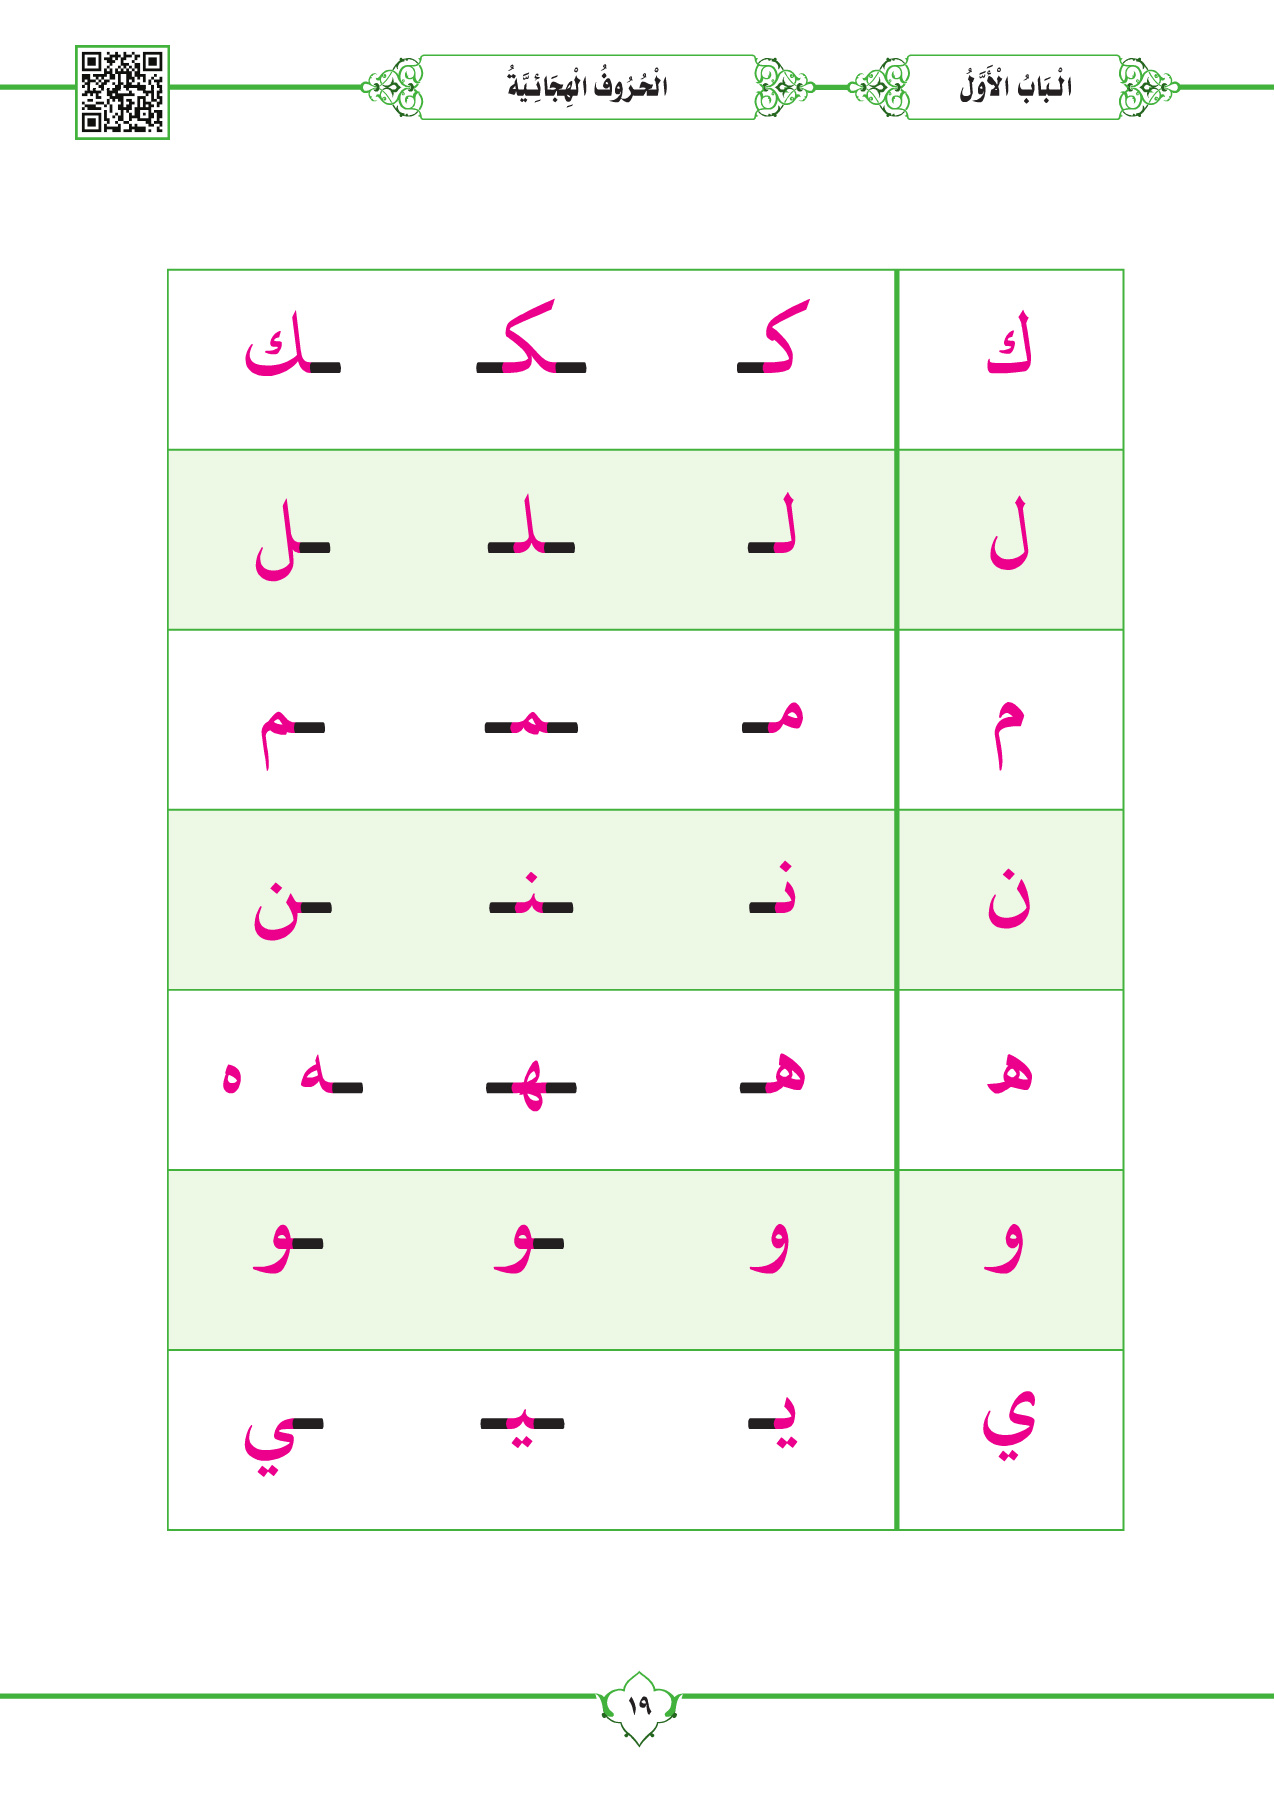 الْبَابُ الْأَوَّلُ
الْحُرُوفُ الْهِجَائِيَّةُ
ك كـ ـكـ ـك
ل لـ ـلـ ـل
م مـ ـمـ ـم
ن نـ ـنـ ـن
هـ هـ ـهـ ـه ه
و و ـو ـو
ي يـ ـيـ ـي
١٩